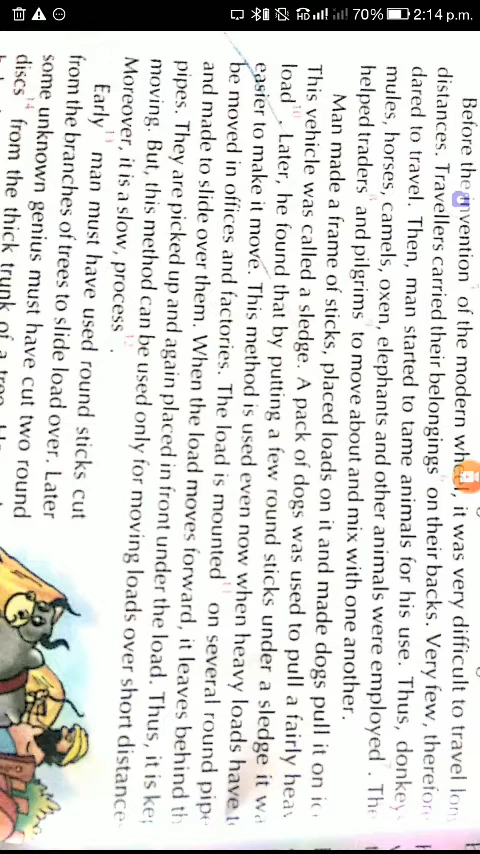 2:14 p.m.
70%
HD
Before the invention of the modern wheel, it was very difficult to travel long
distances. Travellers carried their belongings on their backs. Very few, therefore
dared to travel. Then, man started to tame animals for his use. Thus, donkeys
mules, horses, camels, oxen, elephants and other animals were employed. The
helped traders and pilgrims to move about and mix with one another.
Man made a frame of sticks, placed loads on it and made dogs pull it on
This vehicle was called a sledge. A pack of dogs was used to pull a fairly
load 10. Later, he found that by putting a few round sticks under a sledge it
easier to make it move. This method is used even now when heavy loads have
be moved in offices and factories. The load is mounted 11 on several round
and made to slide over them. When the load moves forward, it leaves behind
pipes. They are picked up and again placed in front under the load. Thus, it is
moving. But, this method can be used only for moving loads over short distance
Moreover, it is a slow, process 12.
Early 13 man must have used round sticks cut
from the branches of trees to slide load over. Later
some unknown genius must have cut two round
discs 14 from the thick trunk of a